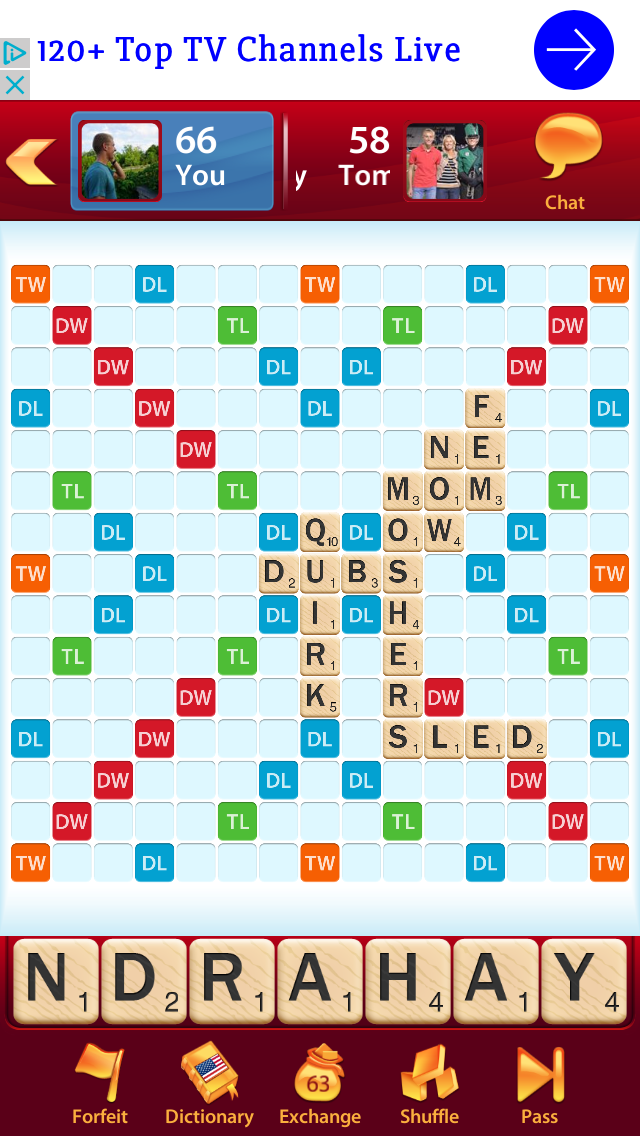 120+ Top TV Channels Live
66 58
You y Tom
Chat
TW DL TW DL TW
DW TL TL DW
DW DL DL DW
DL DW DL F4 DL
DW N1 E1
TL TL M3 O1 M3 TL
DL DL Q10 DL O1 W4 DL
TW DL D2 U1 B3 S1 DL TW
DL DL I1 DL H4 DL
TL TL R1 E1 TL
DW K5 R1 DW
DL DW DL S1 L1 E1 D2 DL
DW DL DL DW
DW TL TL DW
TW DL TW DL TW
N1 D2 R1 A1 H4 A1 Y4
63
Forfeit Dictionary Exchange Shuffle Pass